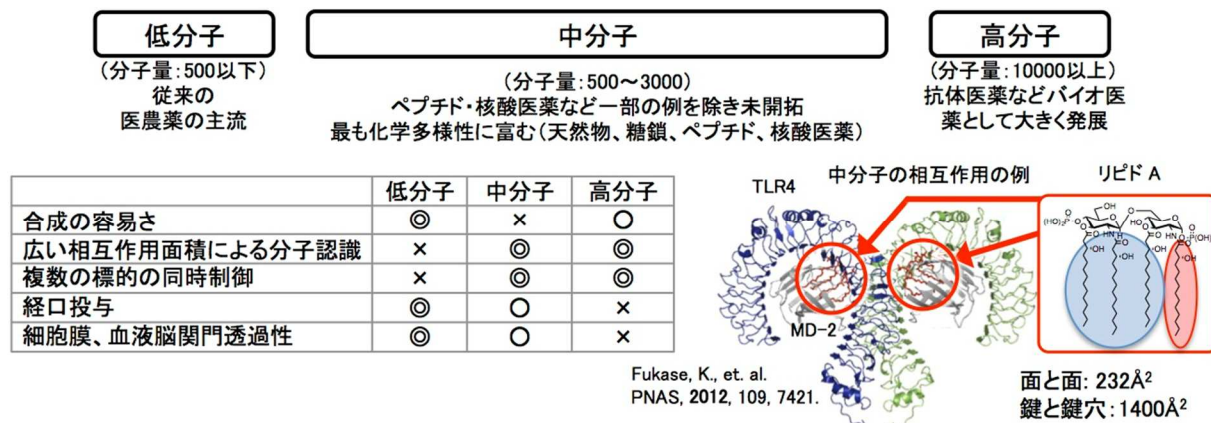 低分子
中分子
高分子
(分子量:500以下)
従来の
医農薬の主流
(分子量:500〜3000)
ペプチド・核酸医薬など一部の例を除き未開拓
最も化学多様性に富む(天然物、糖鎖、ペプチド、核酸医薬)
(分子量:10000以上)
抗体医薬などバイオ医
薬として大きく発展
低分子 中分子 高分子
合成の容易さ ◎ × ○
広い相互作用面積による分子認識 × ◎ ◎
複数の標的の同時制御 × ◎ ◎
経口投与 ◎ ○ ×
細胞膜、血液脳関門透過性 ◎ ○ ×
TLR4
中分子の相互作用の例
リピド A
MD-2
Fukase, K., et. al.
PNAS, 2012, 109, 7421.
面と面: 232Å²
鍵と鍵穴: 1400Å²